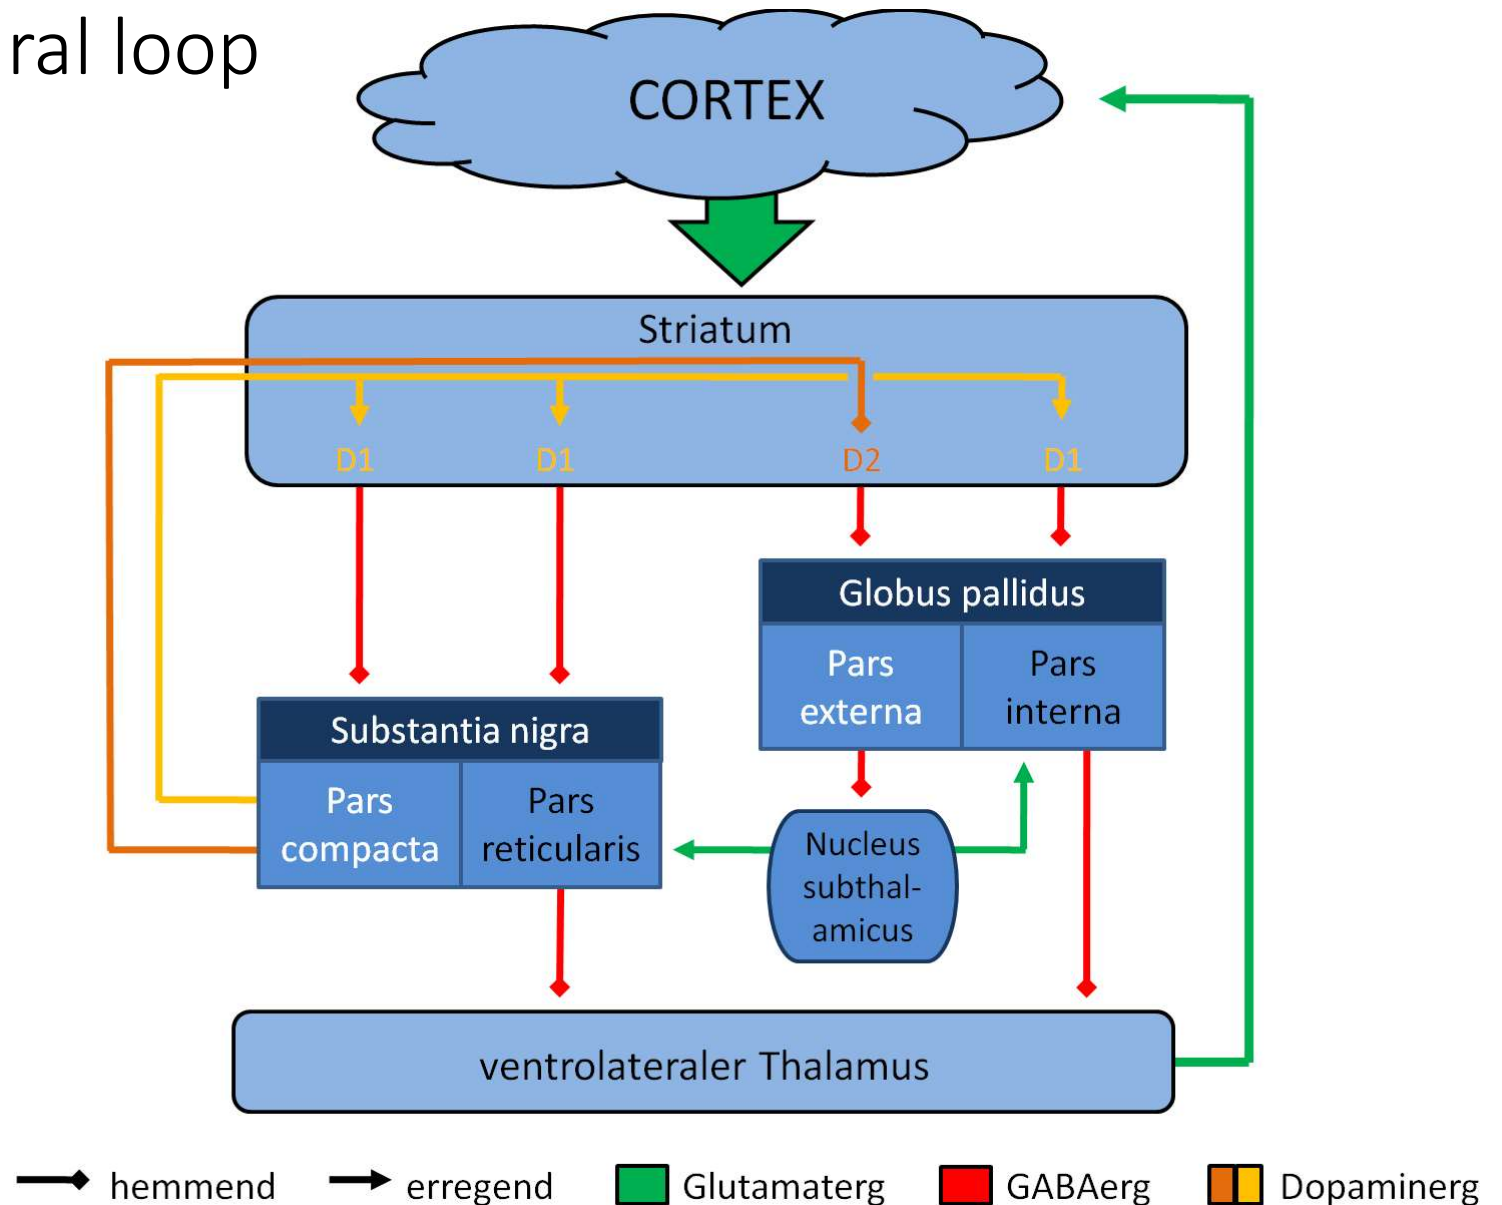 ral loop
CORTEX
Striatum
D1 D1 D2 D1
Globus pallidus
Pars
externa
Pars
interna
Substantia nigra
Pars
compacta
Pars
reticularis
Nucleus
subthal-
amicus
ventrolateraler Thalamus
hemmend erregend Glutamaterg GABAerg Dopaminerg